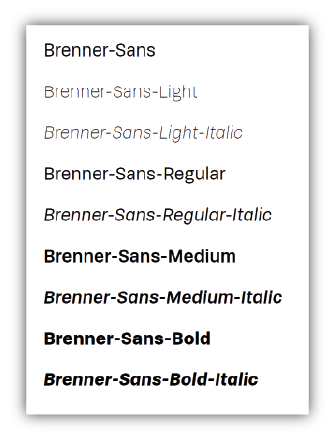 Brenner-Sans
Brenner-Sans-Light
Brenner-Sans-Light-Italic
Brenner-Sans-Regular
Brenner-Sans-Regular-Italic
Brenner-Sans-Medium
Brenner-Sans-Medium-Italic
Brenner-Sans-Bold
Brenner-Sans-Bold-Italic